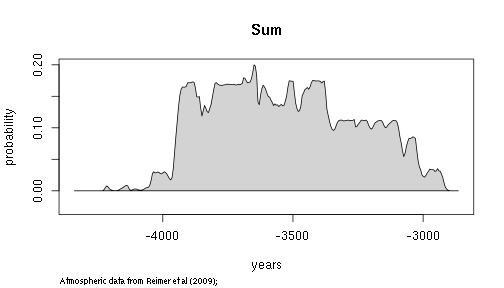 Sum
probability
0.20
0.10
0.00
-4000 -3500 -3000
years
Atmospheric data from Reimer et al (2009);